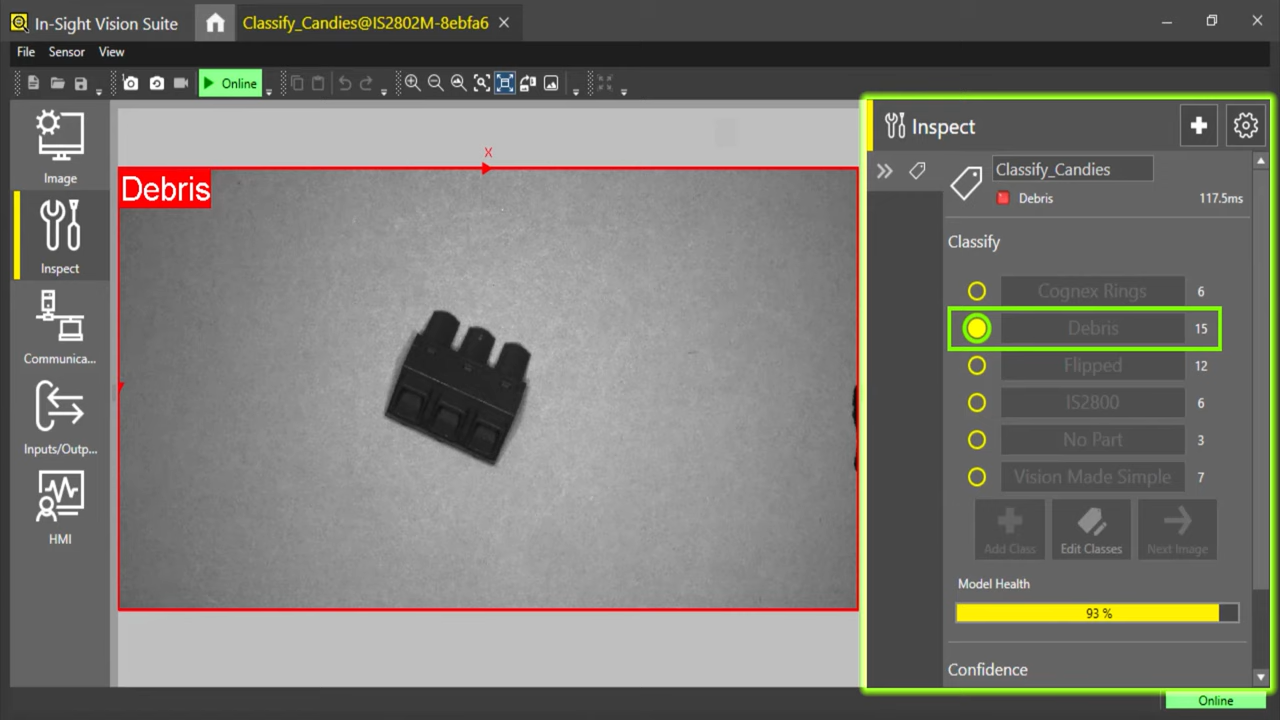 In-Sight Vision Suite
Classify_Candies@IS2802M-8ebfa6
File Sensor View
Online
Image
Inspect
Communica...
Inputs/Outp...
HMI
X
Debris
Inspect
Classify_Candies
Debris 117.5ms
Classify
Cognex Rings 6
Debris 15
Flipped 12
IS2800 6
No Part 3
Vision Made Simple 7
Add Class Edit Classes Next Image
Model Health
93 %
Confidence
Online